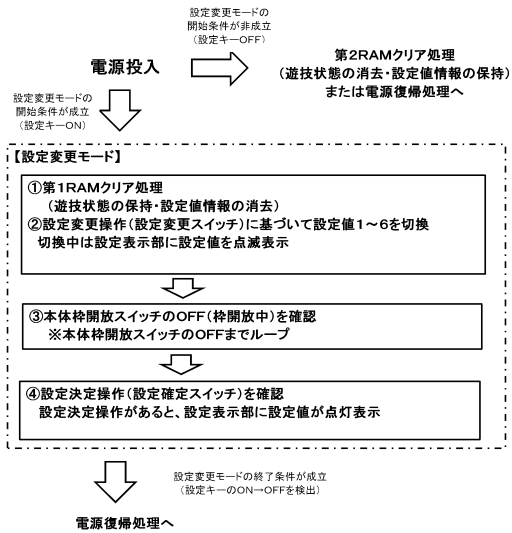 設定変更モードの
開始条件が非成立
(設定キーOFF)
電源投入
第2RAMクリア処理
(遊技状態の消去・設定値情報の保持)
または電源復帰処理へ
設定変更モードの
開始条件が成立
(設定キーON)
【設定変更モード】
①第1RAMクリア処理
(遊技状態の保持・設定値情報の消去)
②設定変更操作(設定変更スイッチ)に基づいて設定値1～6を切換
切換中は設定表示部に設定値を点滅表示
③本体枠開放スイッチのOFF(枠開放中)を確認
※本体枠開放スイッチのOFFまでループ
④設定決定操作(設定確定スイッチ)を確認
設定決定操作があると、設定表示部に設定値が点灯表示
設定変更モードの終了条件が成立
(設定キーのON→OFFを検出)
電源復帰処理へ